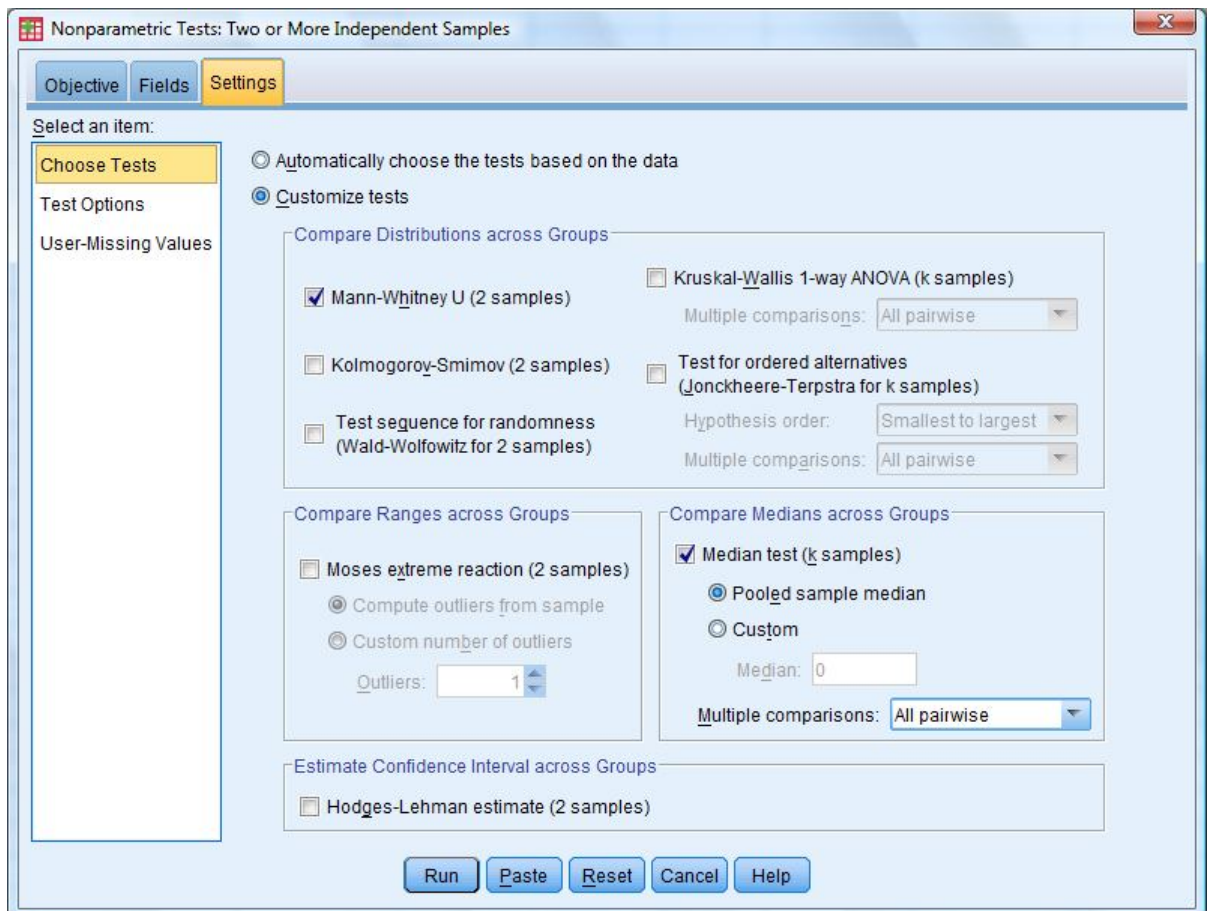 Nonparametric Tests: Two or More Independent Samples
Objective
Fields
Settings
Select an item:
Choose Tests
Test Options
User-Missing Values
Automatically choose the tests based on the data
Customize tests
Compare Distributions across Groups
Mann-Whitney U (2 samples)
Kolmogorov-Smirnov (2 samples)
Test sequence for randomness
(Wald-Wolfowitz for 2 samples)
Kruskal-Wallis 1-way ANOVA (k samples)
Multiple comparisons: All pairwise
Test for ordered alternatives
(Jonckheere-Terpstra for k samples)
Hypothesis order: Smallest to largest
Multiple comparisons: All pairwise
Compare Ranges across Groups
Moses extreme reaction (2 samples)
Compute outliers from sample
Custom number of outliers
Outliers: 1
Compare Medians across Groups
Median test (k samples)
Pooled sample median
Custom
Median: 0
Multiple comparisons: All pairwise
Estimate Confidence Interval across Groups
Hodges-Lehman estimate (2 samples)
Run
Paste
Reset
Cancel
Help